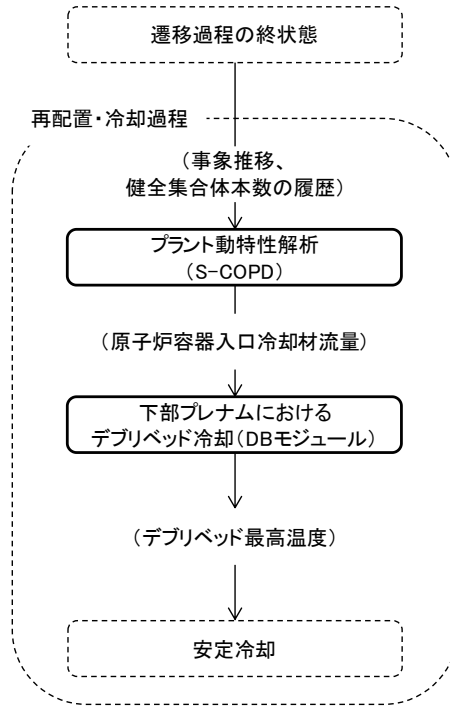 遷移過程の終状態
再配置・冷却過程
(事象推移、
健全集合体本数の履歴)
プラント動特性解析
(S-COPD)
(原子炉容器入口冷却材流量)
下部プレナムにおける
デブリベッド冷却(DBモジュール)
(デブリベッド最高温度)
安定冷却